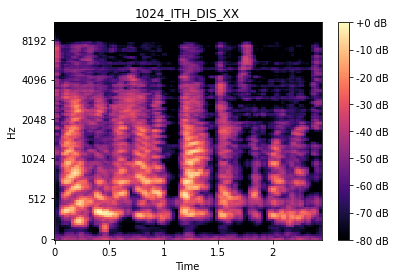 1024_ITH_DIS_XX
8192
4096
2048
1024
512
0
Hz
0
0.5
1
1.5
2
Time
+0 dB
-10 dB
-20 dB
-30 dB
-40 dB
-50 dB
-60 dB
-70 dB
-80 dB